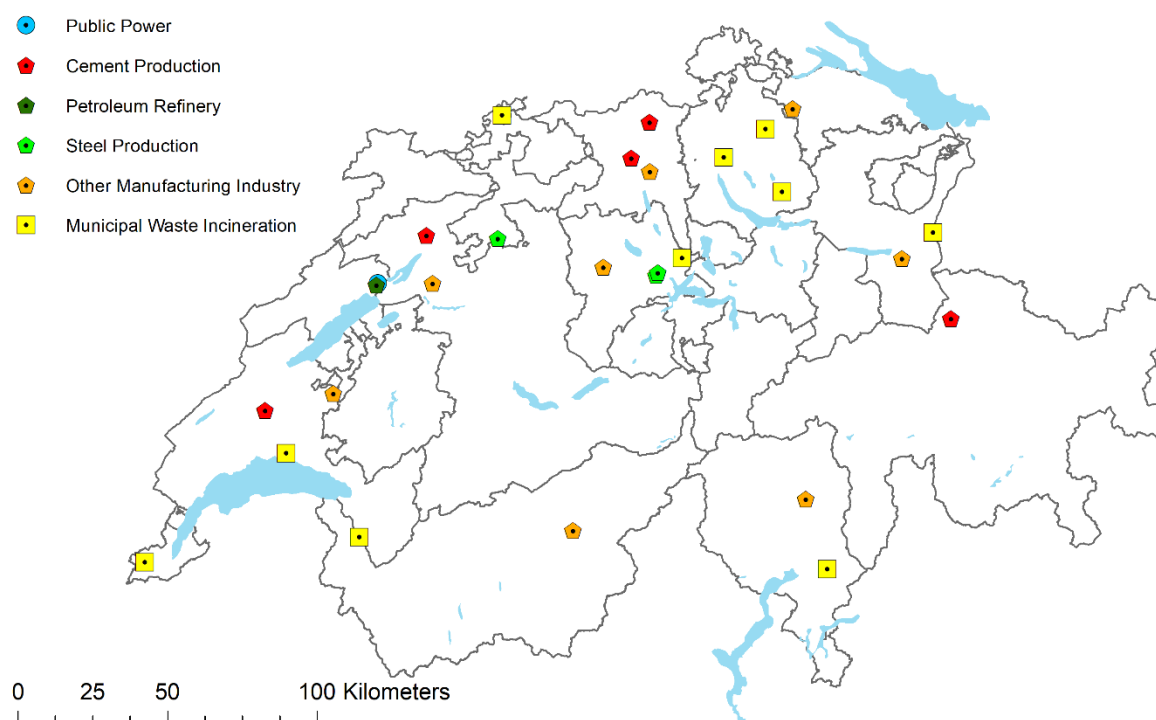 Public Power
Cement Production
Petroleum Refinery
Steel Production
Other Manufacturing Industry
Municipal Waste Incineration
0 25 50 100 Kilometers